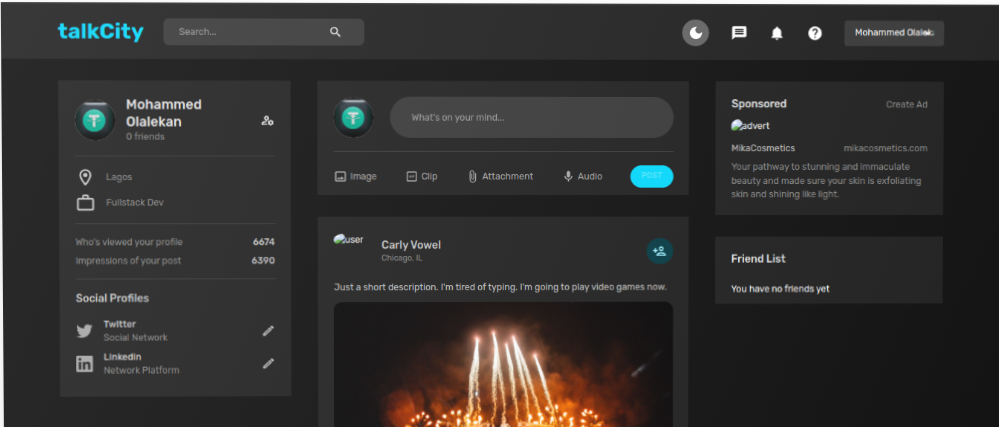 talkCity
Search...
Mohammed
Mohammed
Olalekan
0 friends
Lagos
Fullstack Dev
Who's viewed your profile 6674
Impressions of your post 6390
Social Profiles
Twitter
Social Network
Linkedin
Network Platform
What's on your mind...
Image Clip Attachment Audio POST
user
Carly Vowel
Chicago, IL
Just a short description. I'm tired of typing. I'm going to play video games now.
Sponsored Create Ad
advert
MikaCosmetics mikacosmetics.com
Your pathway to stunning and immaculate
beauty and made sure your skin is exfoliating
skin and shining like light.
Friend List
You have no friends yet